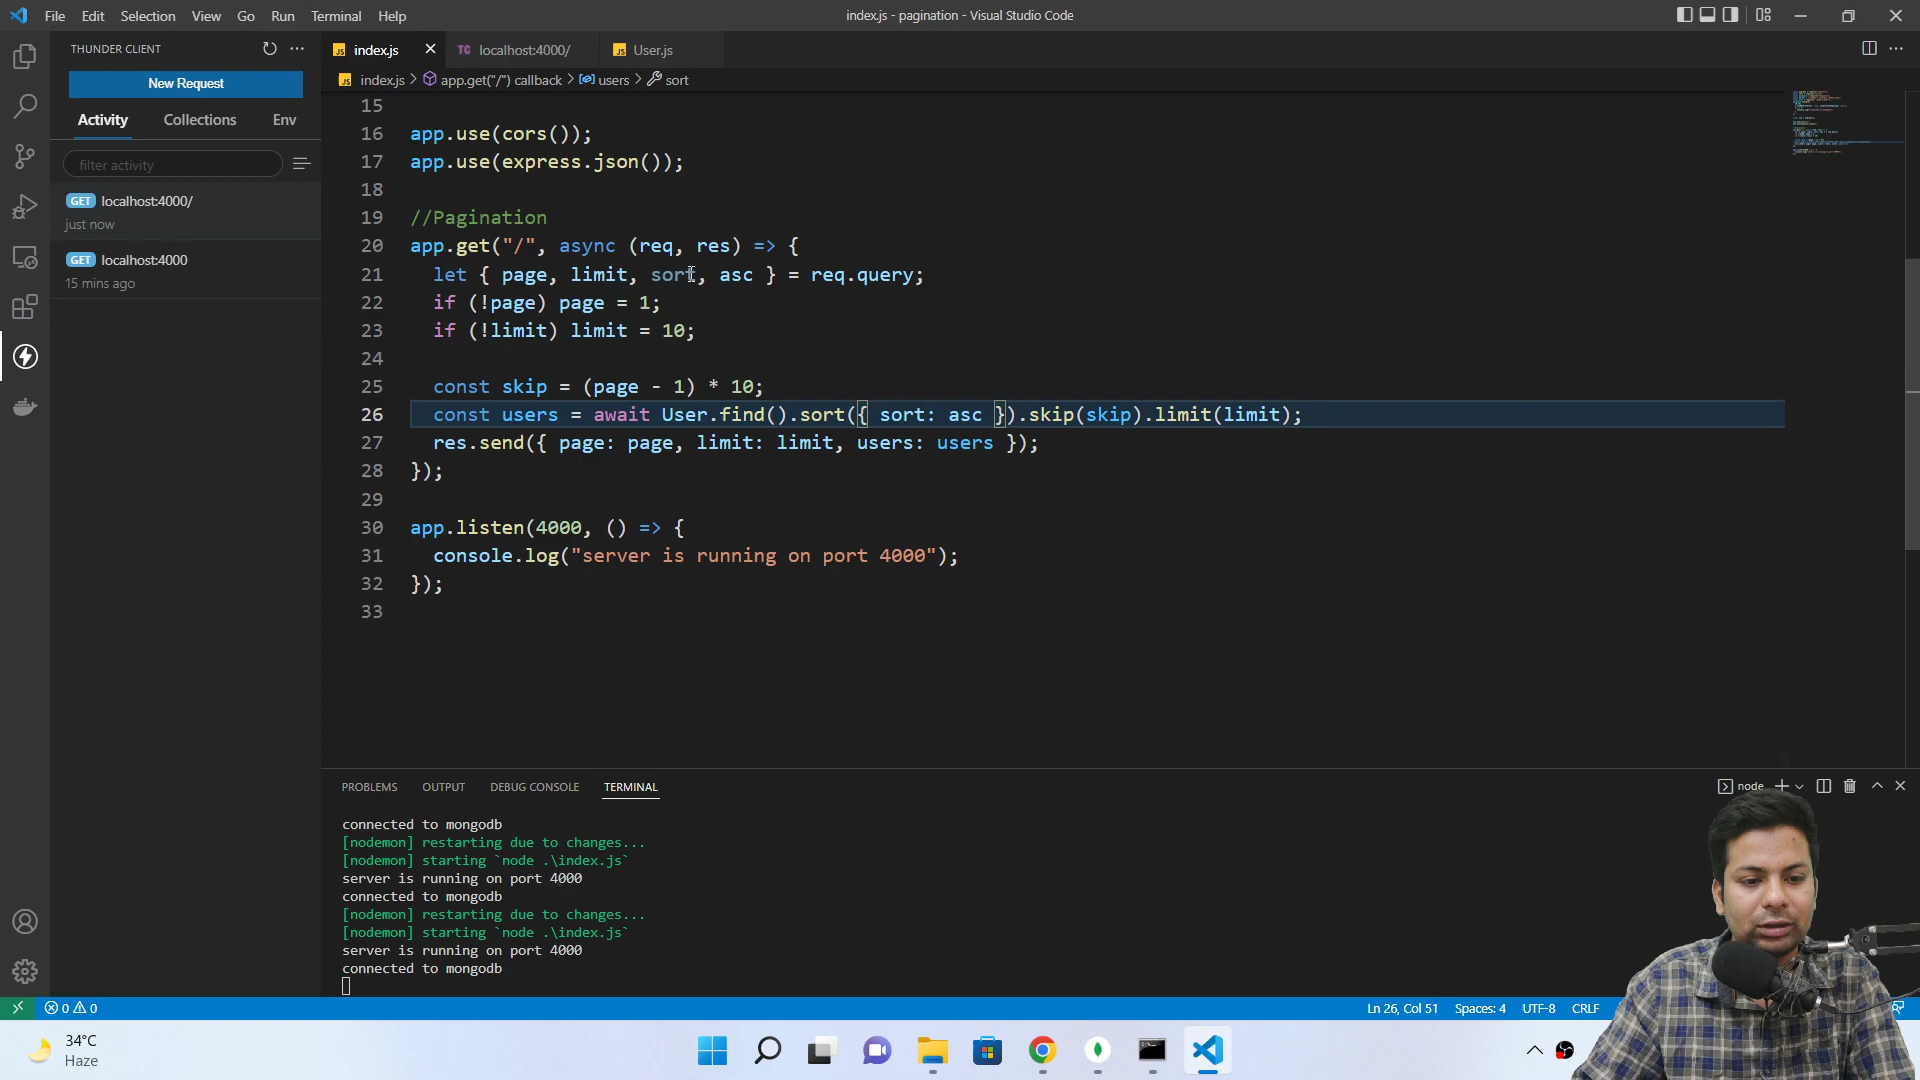 File Edit Selection View Go Run Terminal Help
index.js - pagination - Visual Studio Code
THUNDER CLIENT
New Request
Activity Collections Env
filter activity
GET localhost:4000/
just now
GET localhost:4000
15 mins ago
JS index.js TC localhost:4000/ JS User.js
JS index.js > app.get("/") callback > users > sort
15
16 app.use(cors());
17 app.use(express.json());
18
19 //Pagination
20 app.get("/", async (req, res) => {
21 let { page, limit, sort, asc } = req.query;
22 if (!page) page = 1;
23 if (!limit) limit = 10;
24
25 const skip = (page - 1) * 10;
26 const users = await User.find().sort({ sort: asc }).skip(skip).limit(limit);
27 res.send({ page: page, limit: limit, users: users });
28 });
29
30 app.listen(4000, () => {
31 console.log("server is running on port 4000");
32 });
33
PROBLEMS OUTPUT DEBUG CONSOLE TERMINAL
node
connected to mongodb
[nodemon] restarting due to changes...
[nodemon] starting `node .\index.js`
server is running on port 4000
connected to mongodb
[nodemon] restarting due to changes...
[nodemon] starting `node .\index.js`
server is running on port 4000
connected to mongodb
0 0
Ln 26, Col 51 Spaces: 4 UTF-8 CRLF
34°C
Haze